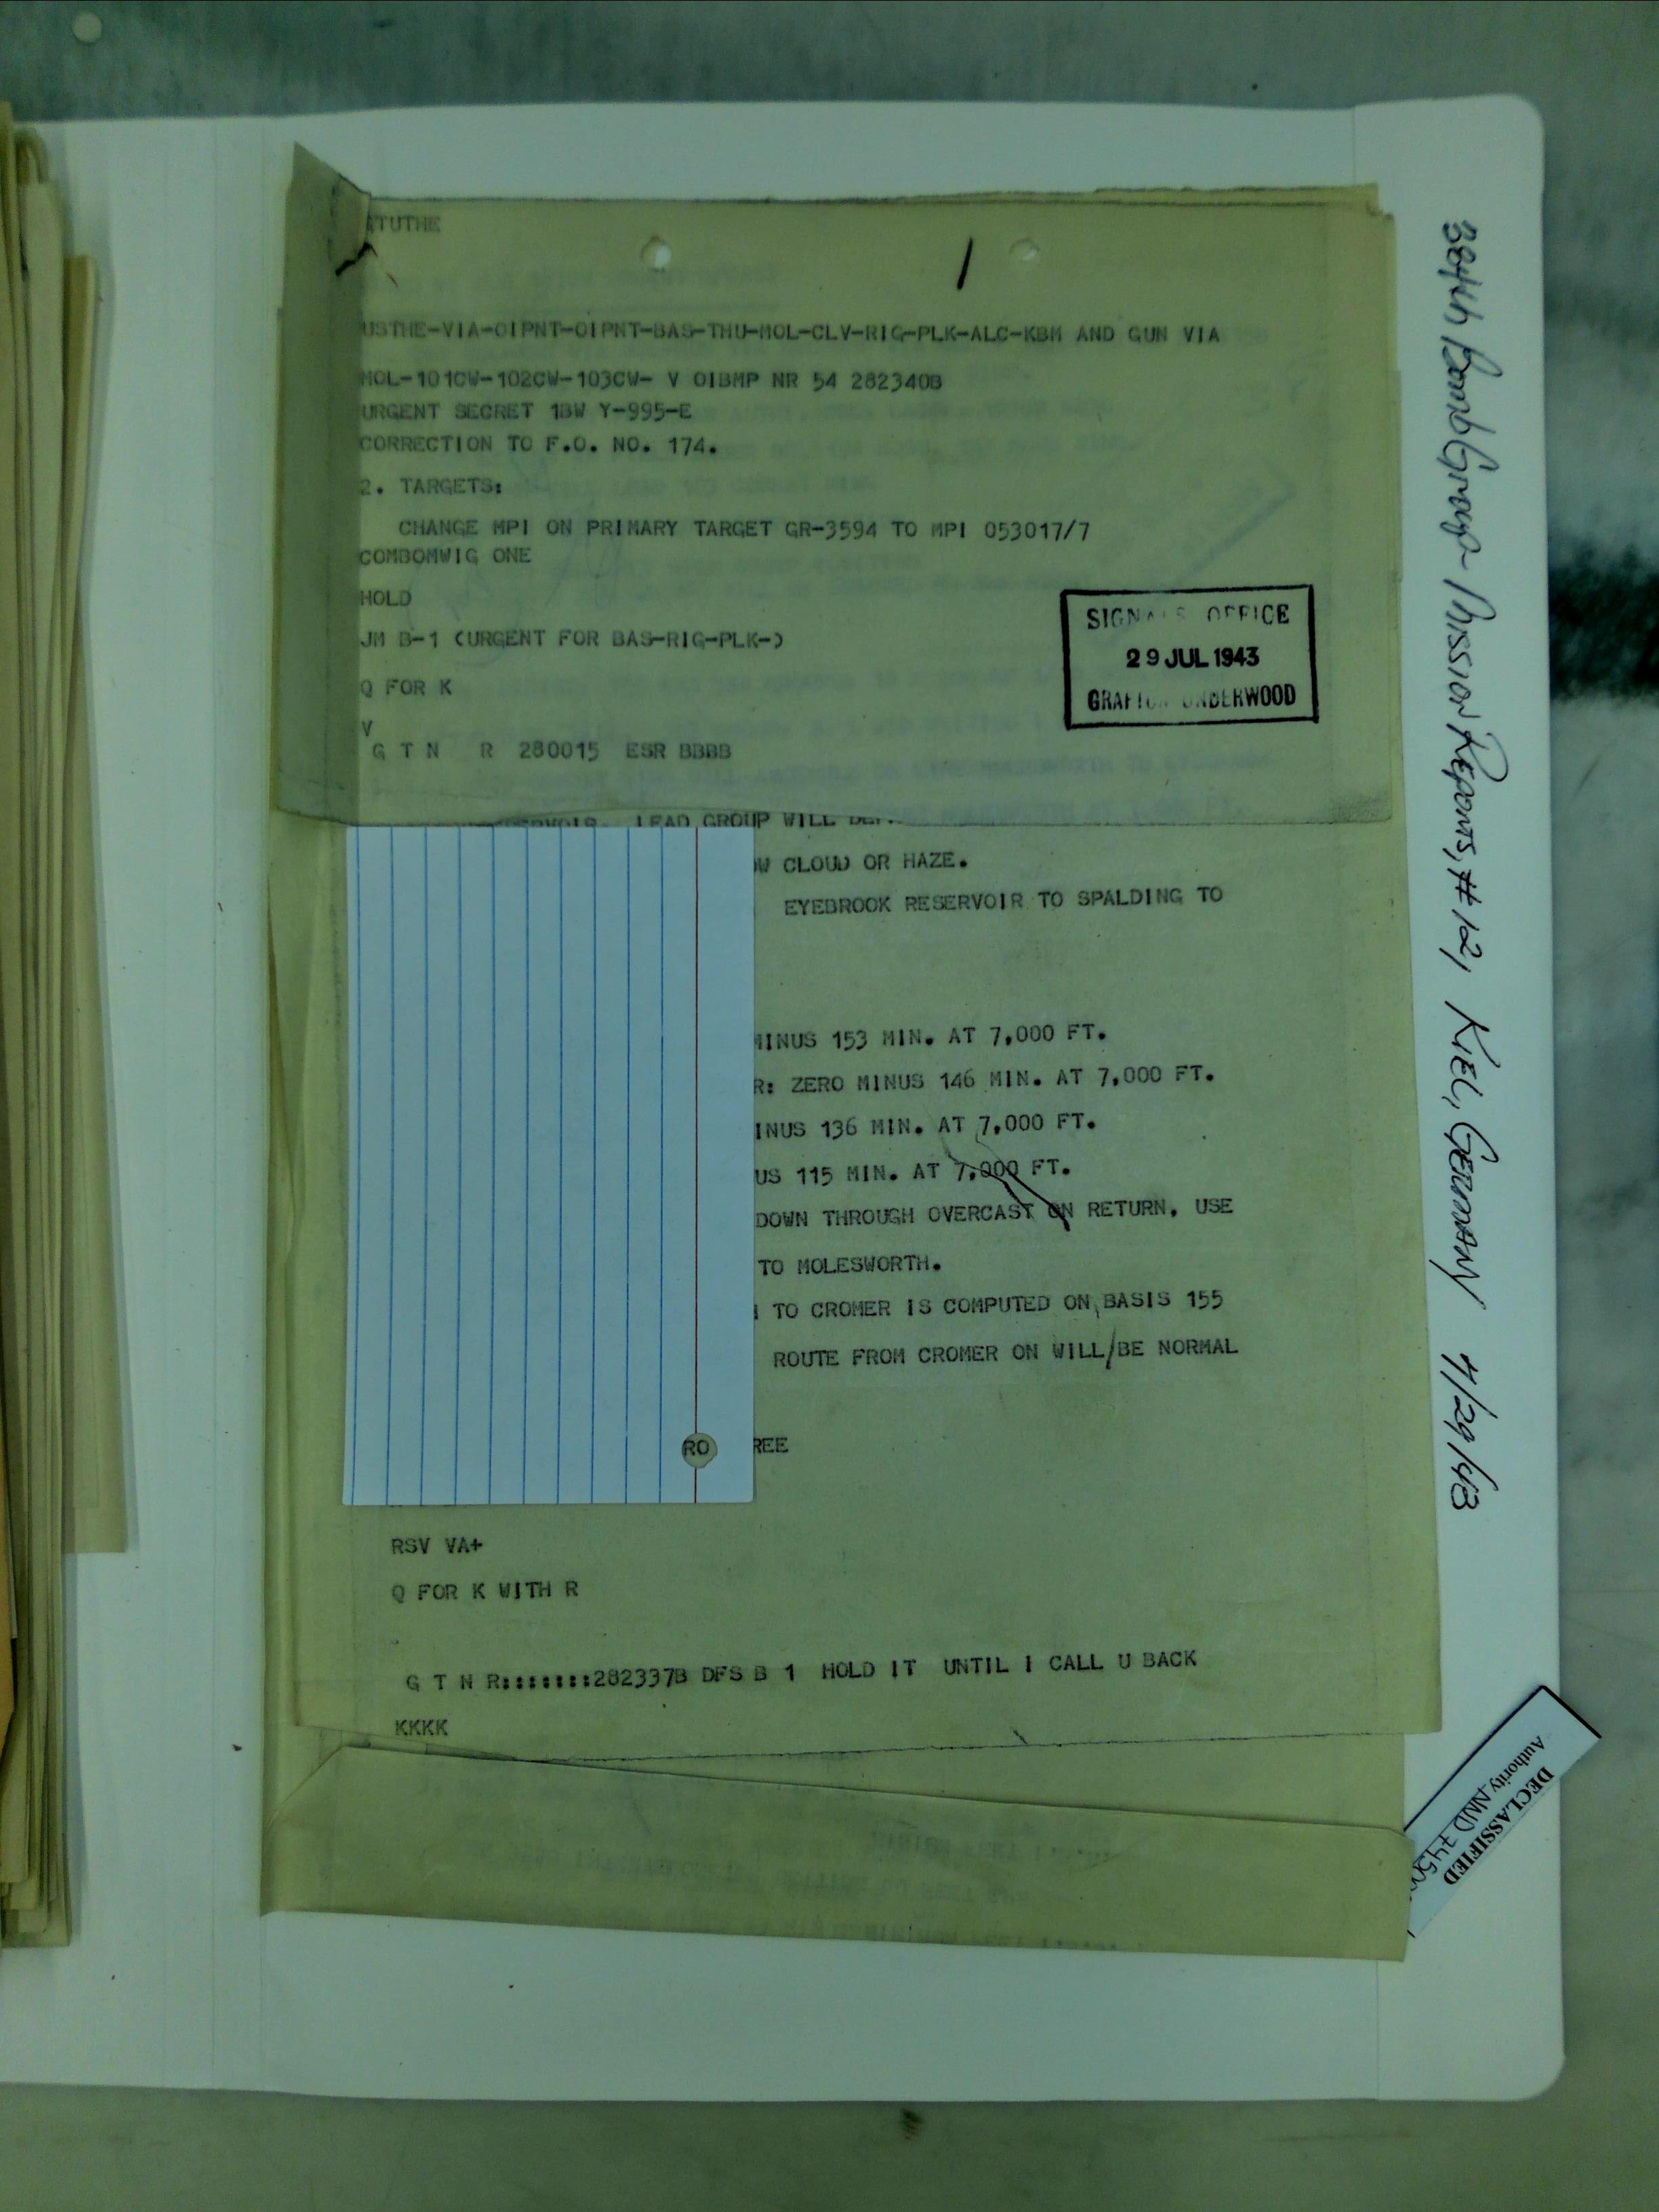 TUTHE
USTHE-VIA-OIPNT-OIPNT-BAS-THU-MOL-CLV-RIG-PLK-ALC-KBM AND GUN VIA
MOL-101CW-102CW-103CW- V OIBMP NR 54 282340B
URGENT SECRET 1BW Y-995-E
CORRECTION TO F.O. NO. 174.
2. TARGETS:
CHANGE MPI ON PRIMARY TARGET GR-3594 TO MPI 053017/7
COMBOMWIG ONE
HOLD
JM B-1 (URGENT FOR BAS-RIG-PLK-)
Q FOR K
V
G T N R 280015 ESR BBBB
SIGNALS OFFICE
29 JUL 1943
GRAFTON UNDERWOOD
LEAD GROUP WILL
W CLOUD OR HAZE.
EYEBROOK RESERVOIR TO SPALDING TO
MINUS 153 MIN. AT 7,000 FT.
R: ZERO MINUS 146 MIN. AT 7,000 FT.
INUS 136 MIN. AT 7,000 FT.
US 115 MIN. AT 7,000 FT.
DOWN THROUGH OVERCAST ON RETURN, USE
TO MOLESWORTH.
TO CROMER IS COMPUTED ON BASIS 155
ROUTE FROM CROMER ON WILL/BE NORMAL
RO REE
RSV VA+
Q FOR K WITH R
G T N R::::::::282337B DFS B 1 HOLD IT UNTIL I CALL U BACK
KKKK
384th Bomb Group - Mission Reports, #12, KIEL, GERMANY 7/29/43
DECLASSIFIED
Authority NND 745